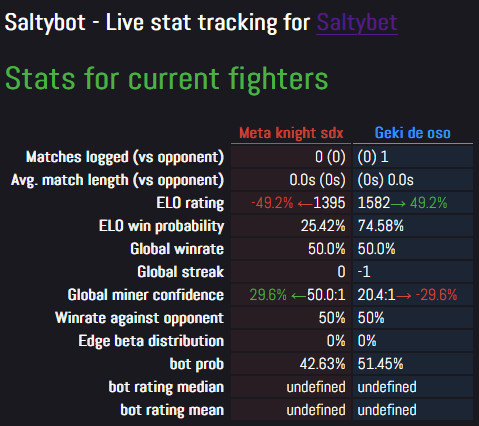 Saltybot - Live stat tracking for Saltybet
Stats for current fighters
Meta knight sdx Geki de oso
Matches logged (vs opponent) 0 (0) (0) 1
Avg. match length (vs opponent) 0.0s (0s) (0s) 0.0s
ELO rating -49.2% ←1395 1582→ 49.2%
ELO win probability 25.42% 74.58%
Global winrate 50.0% 50.0%
Global streak 0 -1
Global miner confidence 29.6% ←50.0:1 20.4:1→ -29.6%
Winrate against opponent 50% 50%
Edge beta distribution 0% 0%
bot prob 42.63% 51.45%
bot rating median undefined undefined
bot rating mean undefined undefined